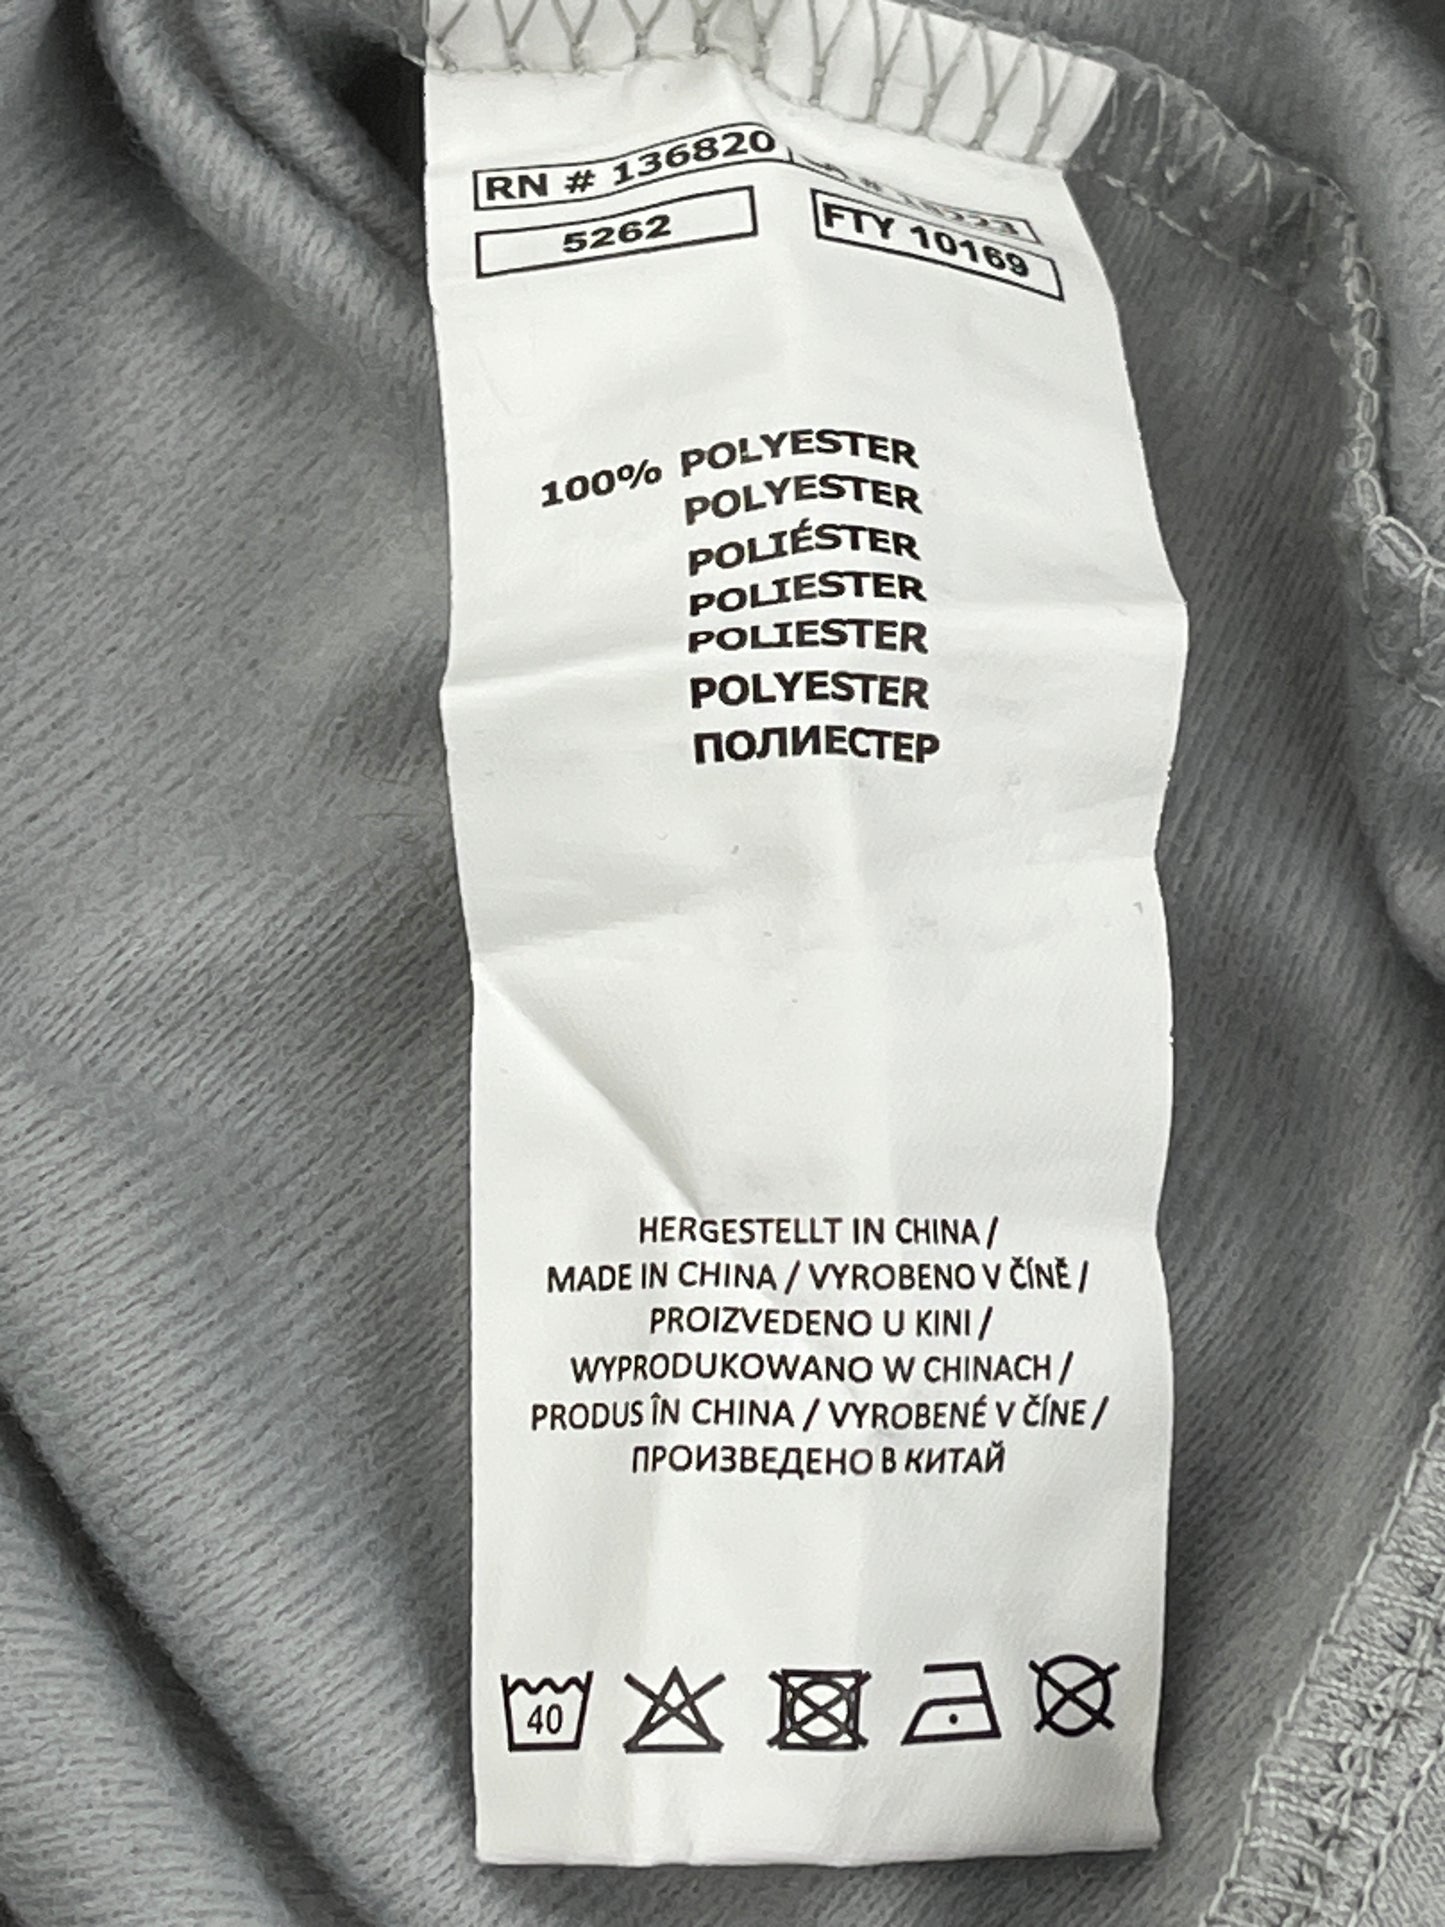 RN # 136820
5262
FTY 10169
100% POLYESTER
POLYESTER
POLIÉSTER
POLIESTER
POLIESTER
POLYESTER
ПОЛИЕСТЕР
HERGESTELLT IN CHINA /
MADE IN CHINA / VYROBENO V ČÍNĚ /
PROIZVEDENO U KINI /
WYPRODUKOWANO W CHINACH /
PRODUS ÎN CHINA / VYROBENÉ V ČÍNE /
ПРОИЗВЕДЕНО В КИТАЙ
40